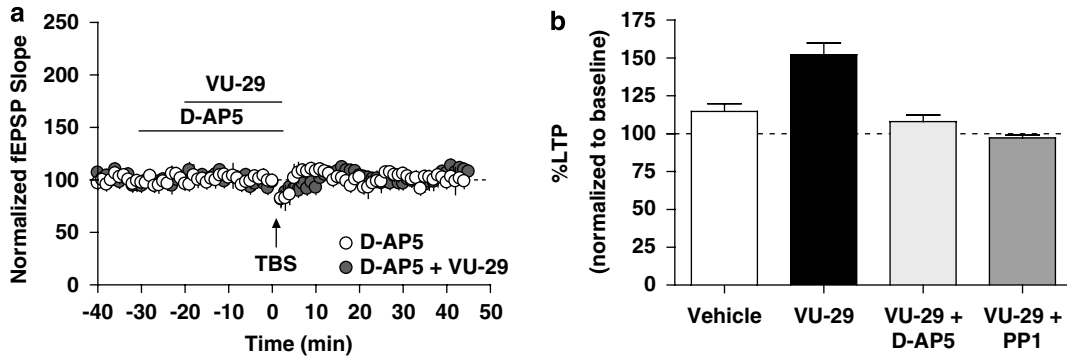 a
Normalized fEPSP Slope
250
200
150
100
50
0
VU-29
D-AP5
TBS
D-AP5
D-AP5 + VU-29
-40 -30 -20 -10 0 10 20 30 40 50
Time (min)
b
%LTP
(normalized to baseline)
175
150
125
100
75
50
25
0
Vehicle
VU-29
VU-29 +
D-AP5
VU-29 +
PP1